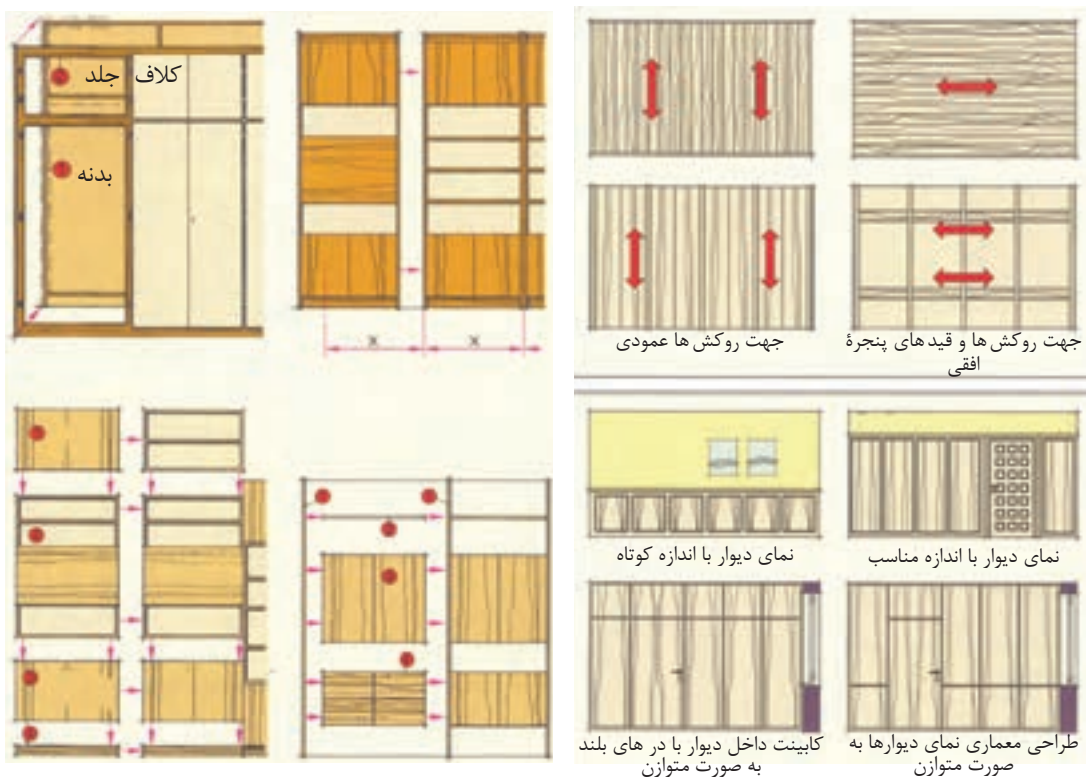 کلاف
جلد
بدنه
x
x
جهت روکش ها و قیدهای پنجرهٔ
افقی
جهت روکش ها عمودی
نمای دیوار با اندازه مناسب
نمای دیوار با اندازه کوتاه
طراحی معماری نمای دیوارها به
صورت متوازن
کابینت داخل دیوار با در های بلند
به صورت متوازن